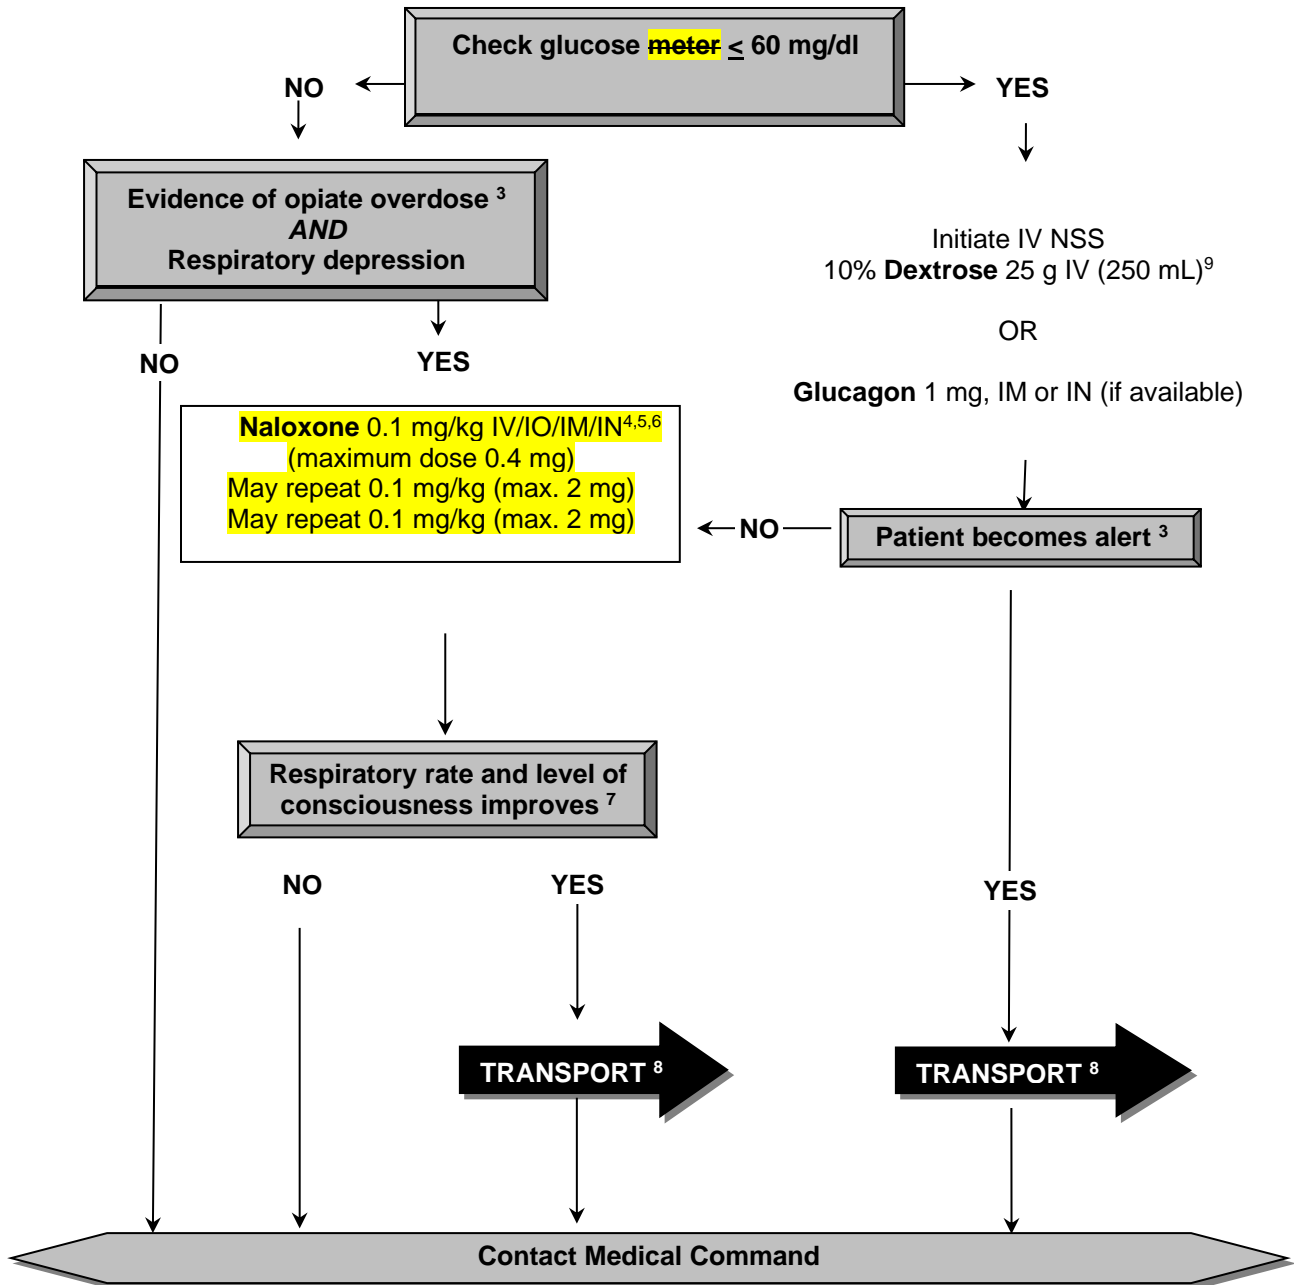 Check glucose meter ≤ 60 mg/dl
NO
YES
Evidence of opiate overdose 3
AND
Respiratory depression
Initiate IV NSS
10% Dextrose 25 g IV (250 mL)9
OR
NO
YES
Glucagon 1 mg, IM or IN (if available)
Naloxone 0.1 mg/kg IV/IO/IM/IN4,5,6
(maximum dose 0.4 mg)
May repeat 0.1 mg/kg (max. 2 mg)
May repeat 0.1 mg/kg (max. 2 mg)
NO
Patient becomes alert 3
Respiratory rate and level of
consciousness improves 7
NO
YES
YES
TRANSPORT 8
TRANSPORT 8
Contact Medical Command